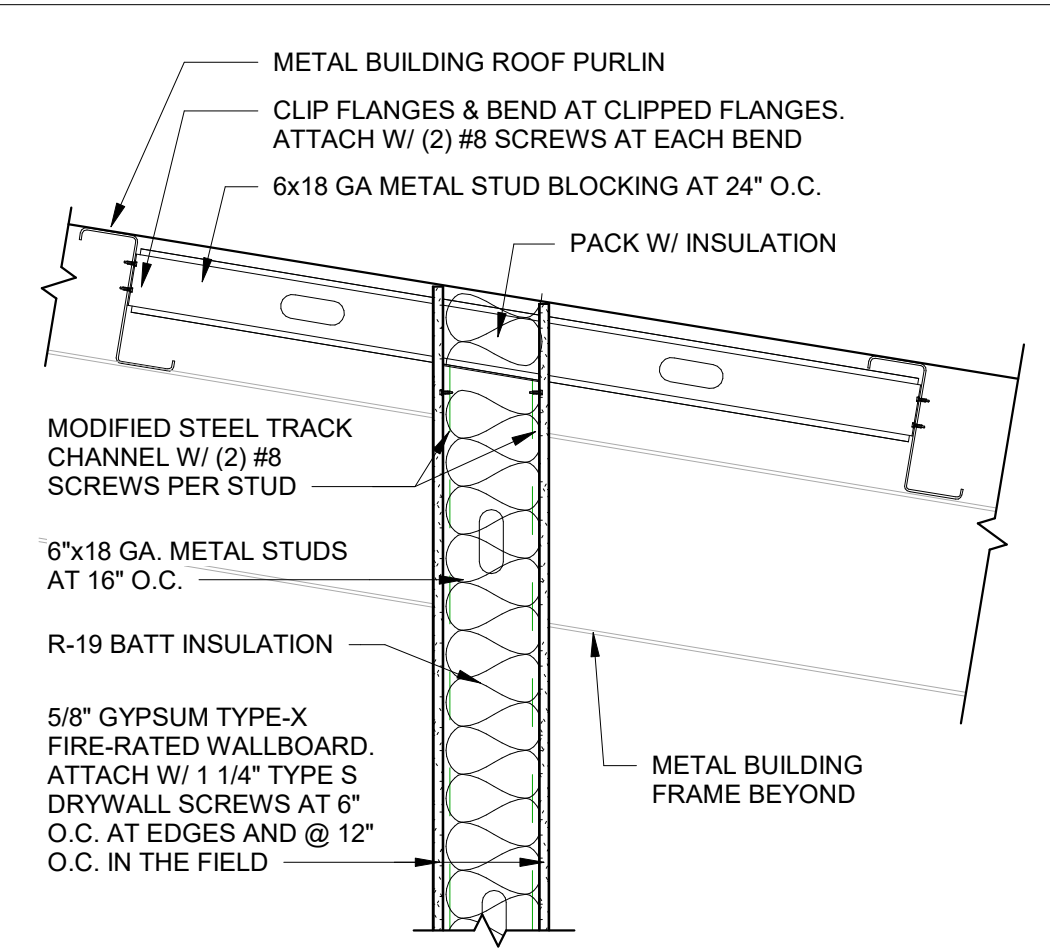 METAL BUILDING ROOF PURLIN
CLIP FLANGES & BEND AT CLIPPED FLANGES.
ATTACH W/ (2) #8 SCREWS AT EACH BEND
6x18 GA METAL STUD BLOCKING AT 24" O.C.
PACK W/ INSULATION
MODIFIED STEEL TRACK
CHANNEL W/ (2) #8
SCREWS PER STUD
6"x18 GA. METAL STUDS
AT 16" O.C.
R-19 BATT INSULATION
5/8" GYPSUM TYPE-X
FIRE-RATED WALLBOARD.
ATTACH W/ 1 1/4" TYPE S
DRYWALL SCREWS AT 6"
O.C. AT EDGES AND @ 12"
O.C. IN THE FIELD
METAL BUILDING
FRAME BEYOND